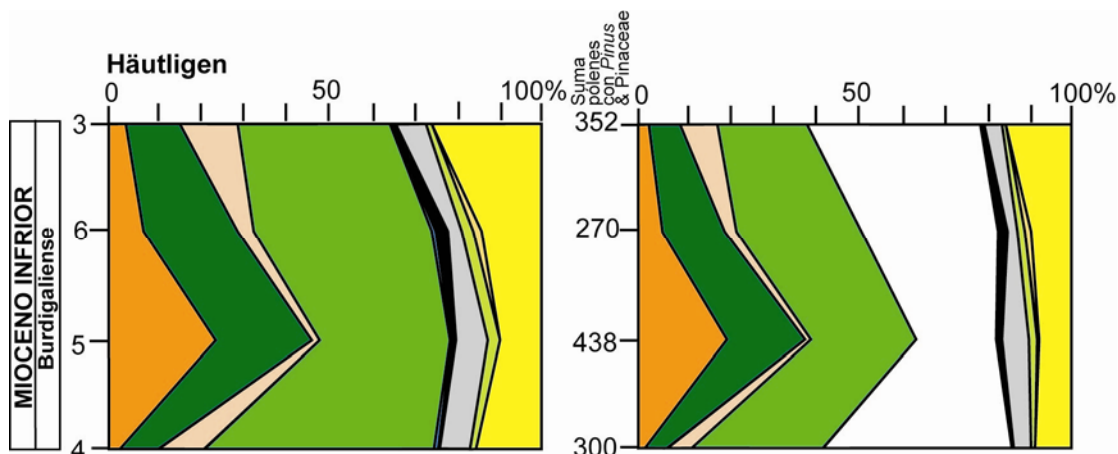 Häutligen
0 50 100%
Suma
polenes
con Pinus
& Pinaceae
0 50 100%
MIOCENO INFRIOR
Burdigaliense
3
6
5
4
352
270
438
300